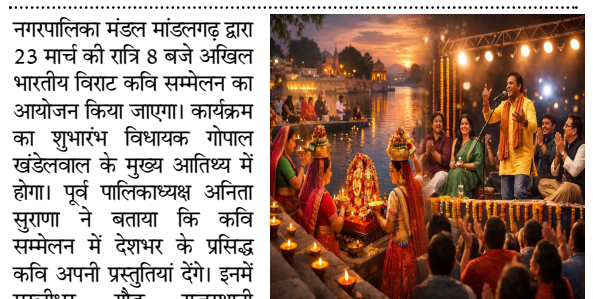 नगरपालिका मंडल मांडलगढ़ द्वारा
23 मार्च की रात्रि 8 बजे अखिल
भारतीय विराट कवि सम्मेलन का
आयोजन किया जाएगा। कार्यक्रम
का शुभारंभ विधायक गोपाल
खंडेलवाल के मुख्य आतिथ्य में
होगा। पूर्व पालिकाध्यक्ष अनिता
सुराणा ने बताया कि कवि
सम्मेलन में देशभर के प्रसिद्ध
कवि अपनी प्रस्तुतियां देंगे। इनमें